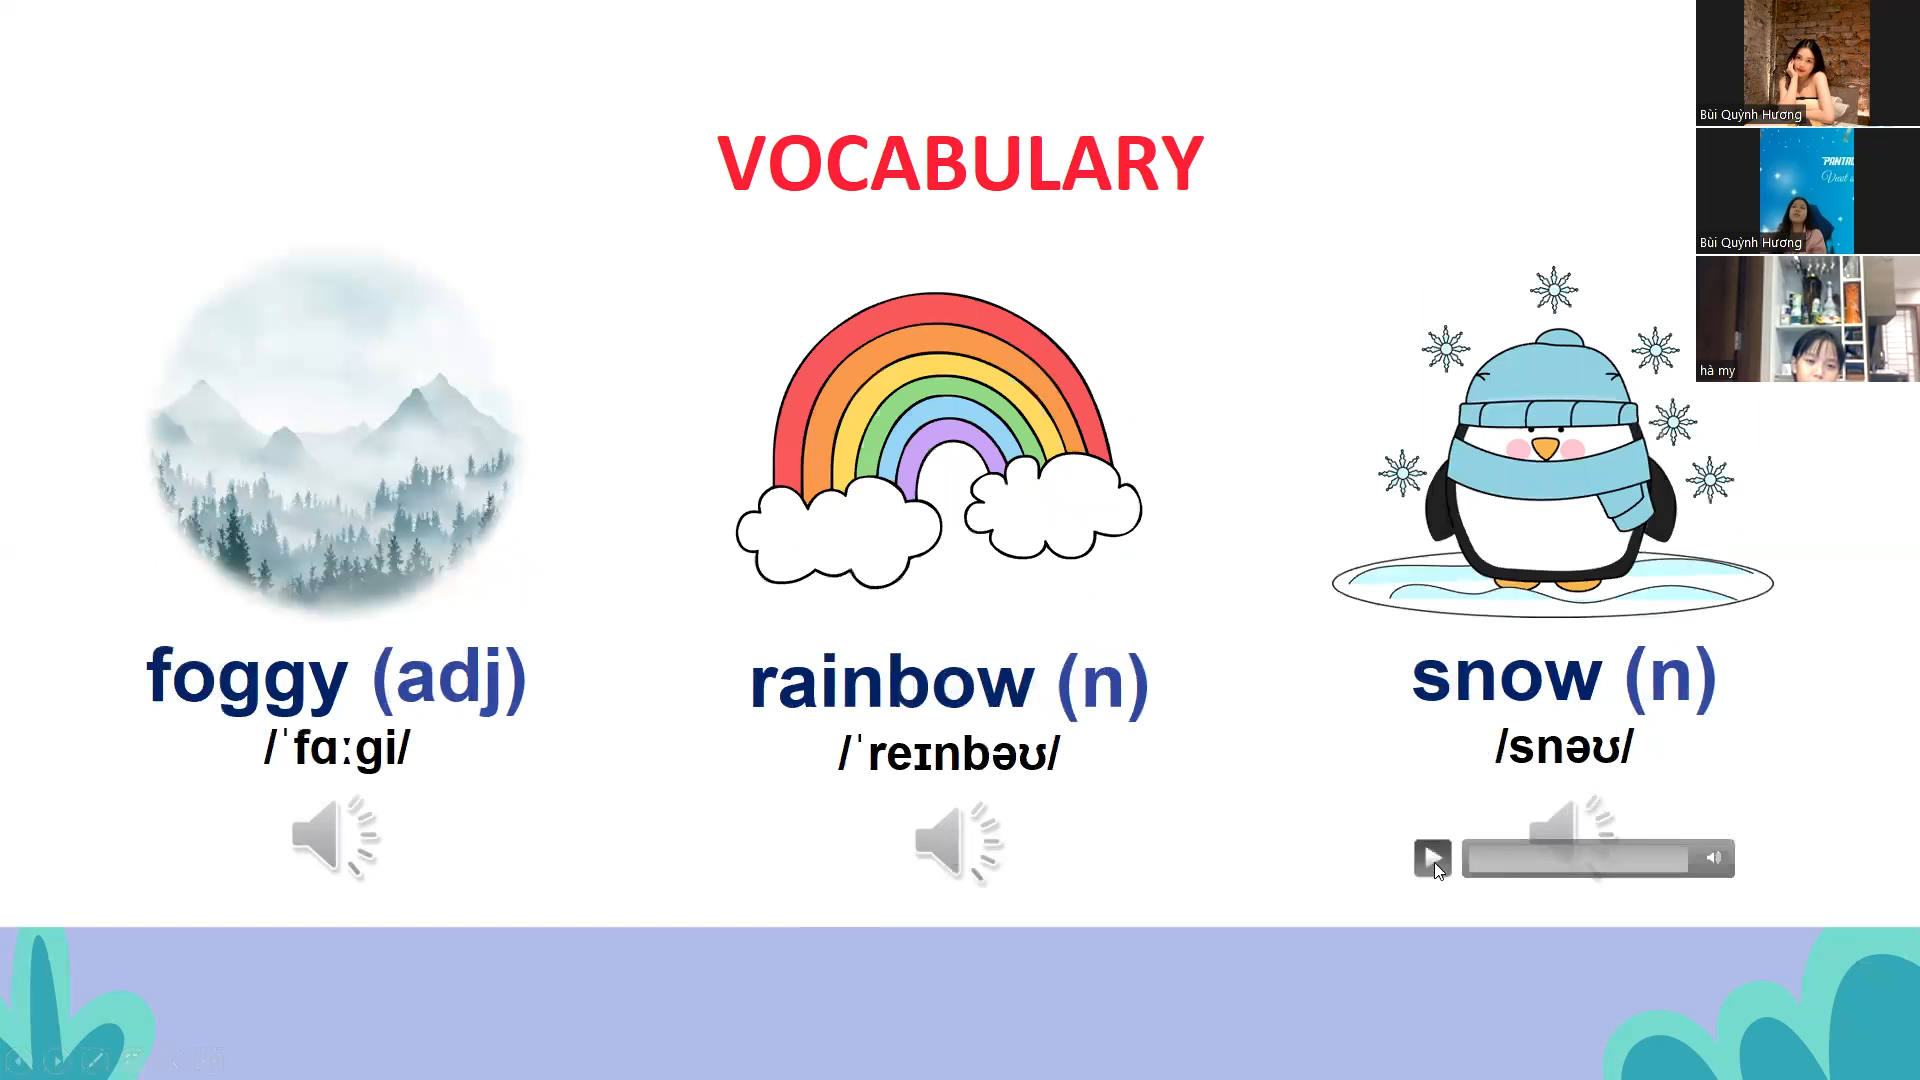 VOCABULARY
foggy (adj)
/ˈfɑːgi/
rainbow (n)
/ˈreɪnbəʊ/
snow (n)
/snəʊ/
Bùi Quỳnh Hương
Bùi Quỳnh Hương
hà my